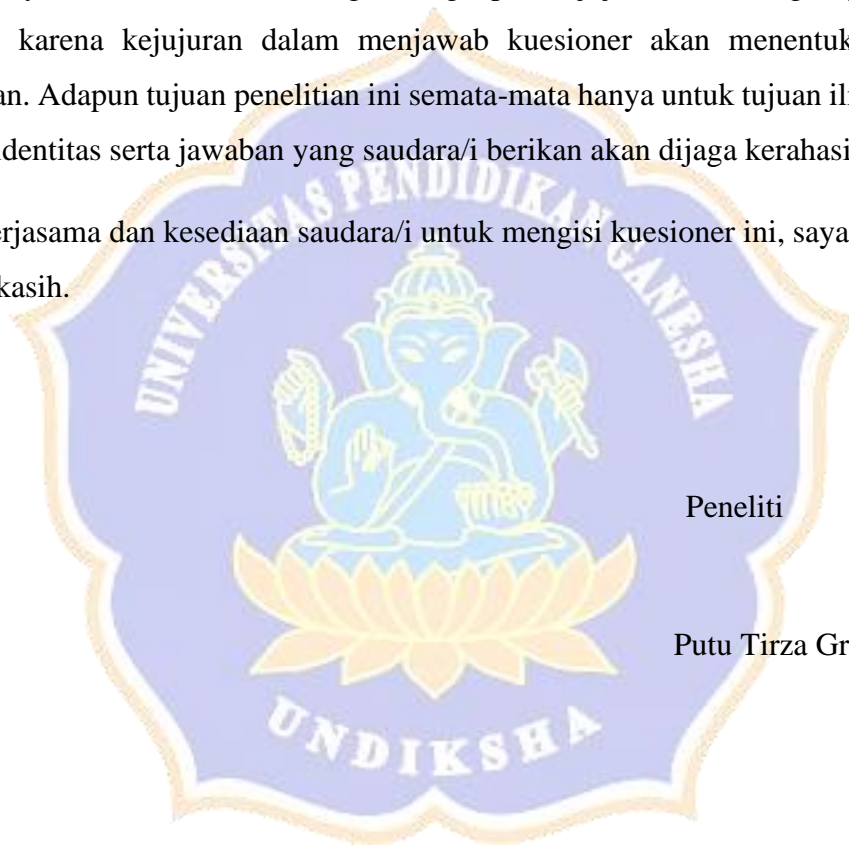 karena kejujuran dalam menjawab kuesioner akan menentuk
an. Adapun tujuan penelitian ini semata-mata hanya untuk tujuan il
identitas serta jawaban yang saudara/i berikan akan dijaga kerahasi
erjasama dan kesediaan saudara/i untuk mengisi kuesioner ini, saya
kasih.
UNIVERSITAS PENDIDIKAN GANESHA
Peneliti
Putu Tirza Gr
UNDIKSHA